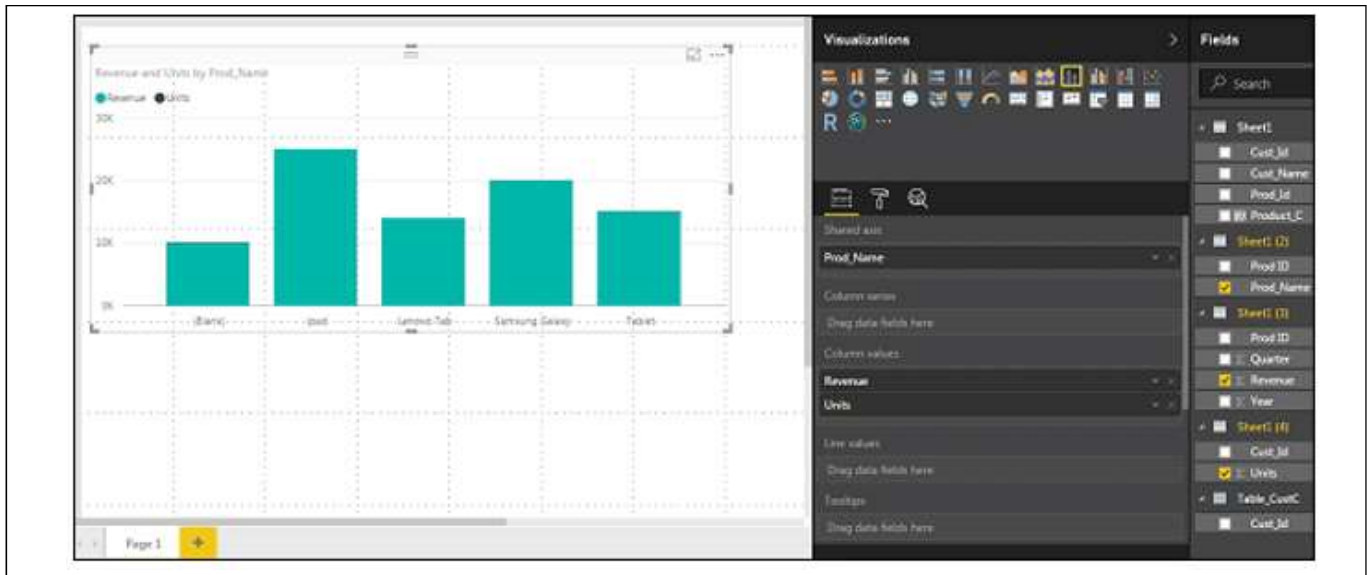 Revenue and Units by Prod_Name
Revenue Units
30K
20K
10K
0K
(Blank) Ipad Lenovo Tab Samsung Galaxy Tablet
Page 1
Visualizations
R
Shared axis
Prod_Name
Column series
Drag data fields here
Column values
Revenue
Units
Line values
Drag data fields here
Tooltips
Drag data fields here
Fields
Search
Sheet1
Cust_Id
Cust_Name
Prod_Id
Product_C
Sheet1 (2)
Prod ID
Prod_Name
Sheet1 (3)
Prod ID
Σ Quarter
Σ Revenue
Σ Year
Sheet1 (4)
Cust_Id
Σ Units
Table_CustC
Cust_Id